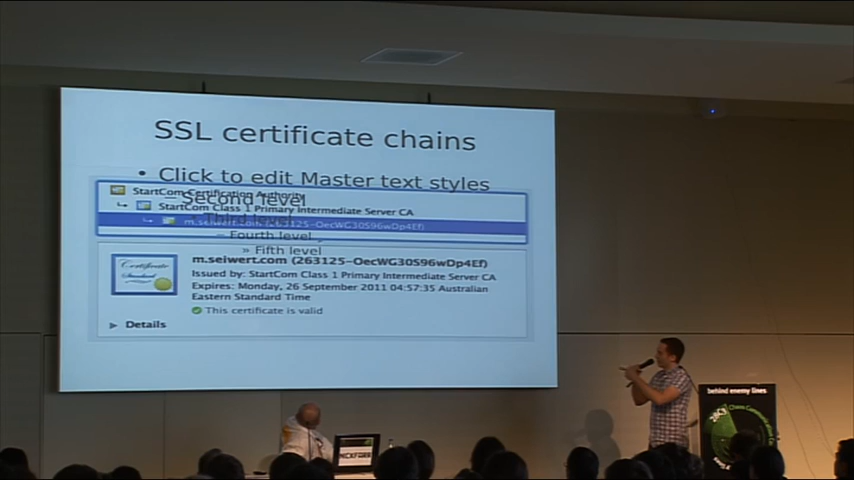 SSL certificate chains
• Click to edit Master text styles
StartCom Certification Authority
– Second level
StartCom Class 1 Primary Intermediate Server CA
Third level
m.seiwert.com (263125-OecWG30S96wDp4Ef)
– Fourth level
» Fifth level
m.seiwert.com (263125-OecWG30S96wDp4Ef)
Certificate
Standard
Issued by: StartCom Class 1 Primary Intermediate Server CA
Expires: Monday, 26 September 2011 04:57:35 Australian
Eastern Standard Time
This certificate is valid
Details
behind enemy lines